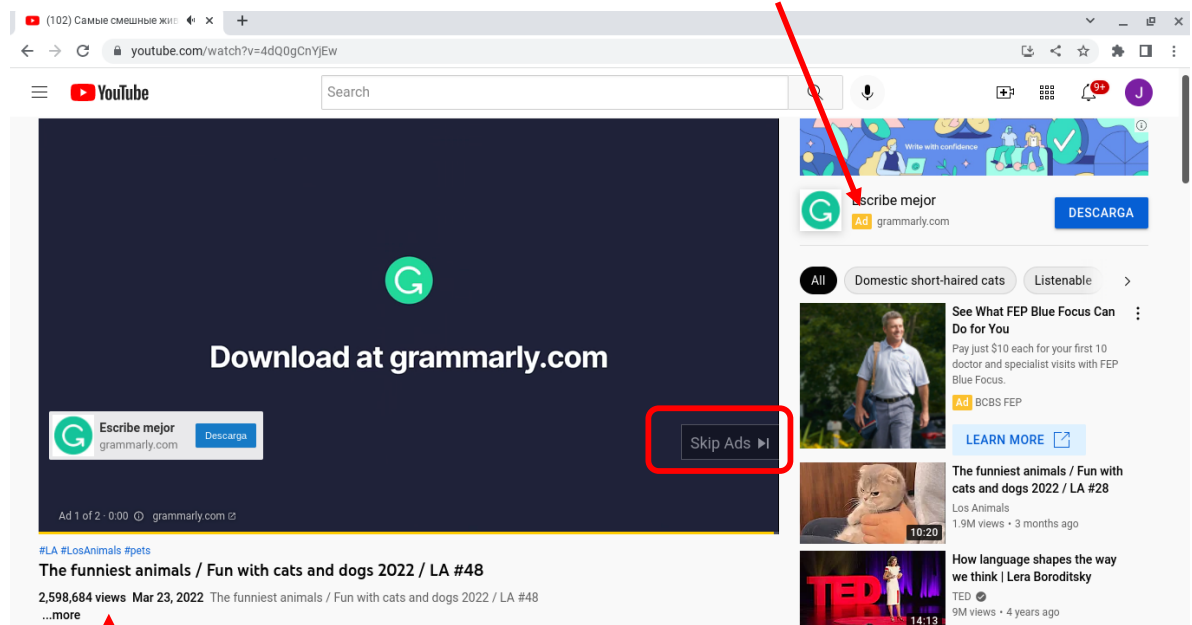 (102) Самые смешные жив
youtube.com/watch?v=4dQ0gCnYjEw
YouTube
Search
9+
J
Write with confidence
Escribe mejor
Ad grammarly.com
DESCARGA
G
Download at grammarly.com
Escribe mejor
grammarly.com
Descarga
Skip Ads
Ad 1 of 2 · 0:00 grammarly.com
#LA #LosAnimals #pets
The funniest animals / Fun with cats and dogs 2022 / LA #48
2,598,684 views Mar 23, 2022 The funniest animals / Fun with cats and dogs 2022 / LA #48
...more
All
Domestic short-haired cats
Listenable
See What FEP Blue Focus Can
Do for You
Pay just $10 each for your first 10
doctor and specialist visits with FEP
Blue Focus.
Ad BCBS FEP
LEARN MORE
10:20
The funniest animals / Fun with
cats and dogs 2022 / LA #28
Los Animals
1.9M views • 3 months ago
TED
14:13
How language shapes the way
we think | Lera Boroditsky
TED
9M views • 4 years ago